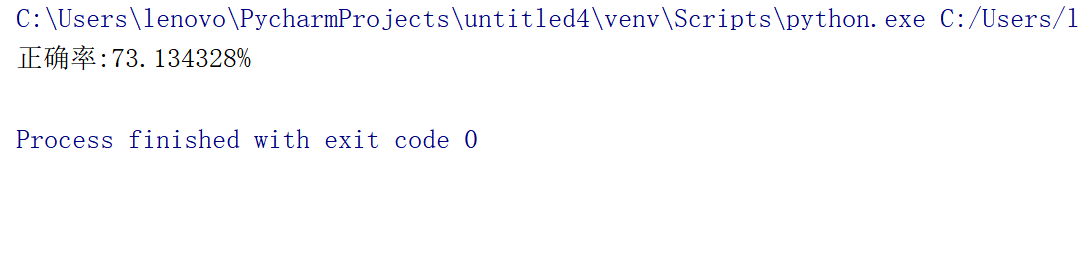 C:\Users\lenovo\PycharmProjects\untitled4\venv\Scripts\python.exe C:/Users/l
正确率:73.134328%
Process finished with exit code 0